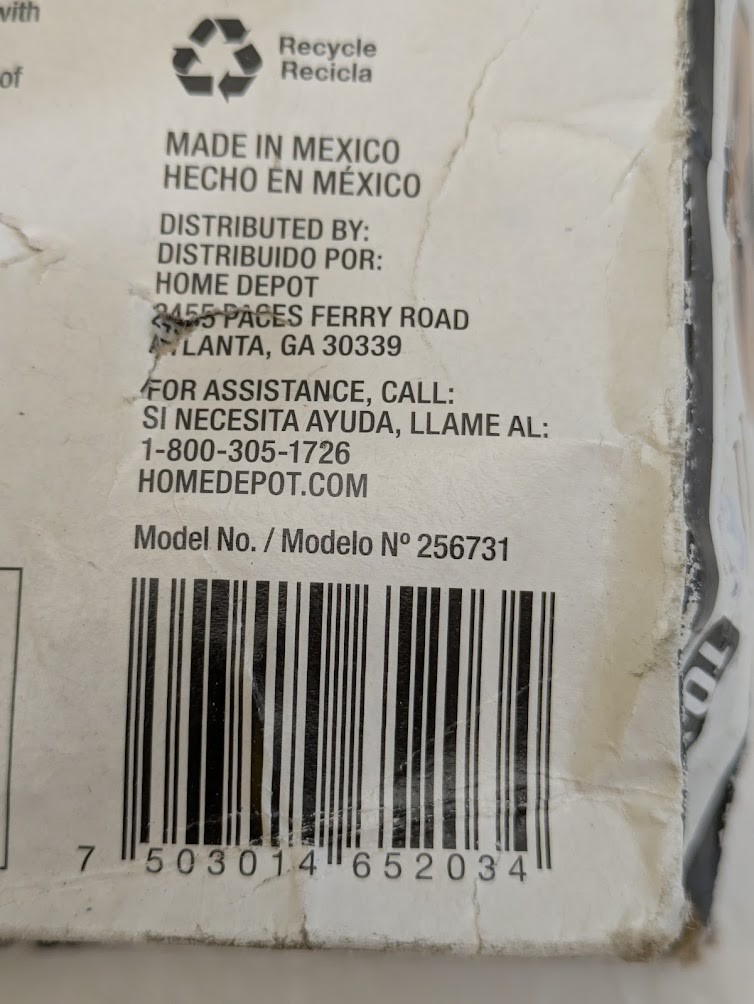 with
of
Recycle
Recicla
MADE IN MEXICO
HECHO EN MÉXICO
DISTRIBUTED BY:
DISTRIBUIDO POR:
HOME DEPOT
2455 PACES FERRY ROAD
ATLANTA, GA 30339
FOR ASSISTANCE, CALL:
SI NECESITA AYUDA, LLAME AL:
1-800-305-1726
HOMEDEPOT.COM
Model No. / Modelo Nº 256731
7 503014 652034